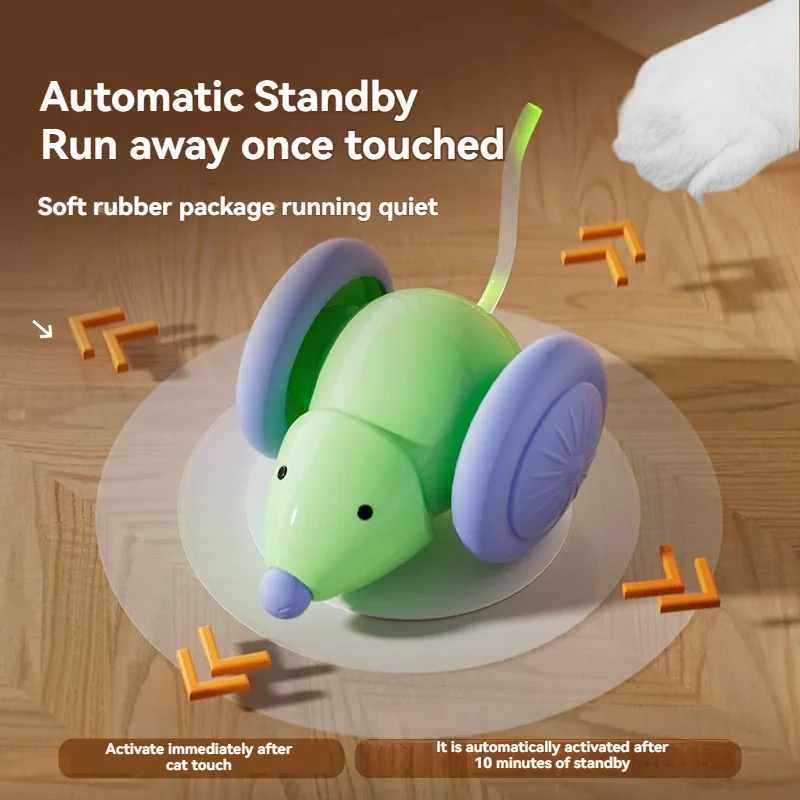 Automatic Standby
Run away once touched
Soft rubber package running quiet
Activate immediately after
cat touch
It is automatically activated after
10 minutes of standby